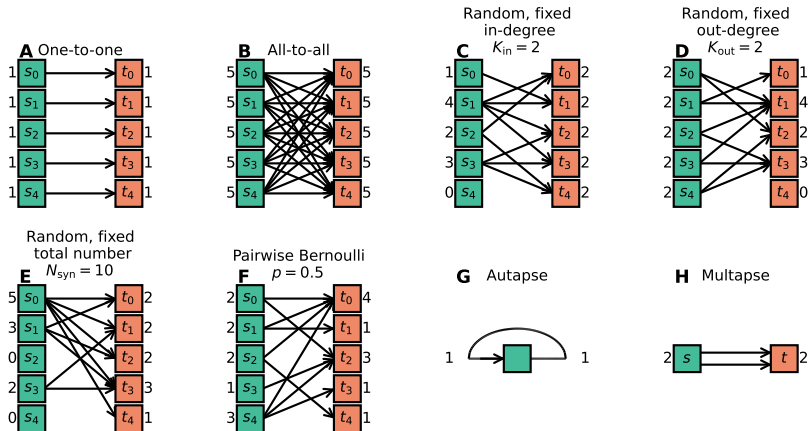 A One-to-one
1 s0 t0 1
1 s1 t1 1
1 s2 t2 1
1 s3 t3 1
1 s4 t4 1
B All-to-all
5 s0 t0 5
5 s1 t1 5
5 s2 t2 5
5 s3 t3 5
5 s4 t4 5
Random, fixed
in-degree
C Kin = 2
1 s0 t0 2
4 s1 t1 2
2 s2 t2 2
3 s3 t3 2
0 s4 t4 2
Random, fixed
out-degree
D Kout = 2
2 s0 t0 1
2 s1 t1 4
2 s2 t2 2
2 s3 t3 3
2 s4 t4 0
Random, fixed
total number
E Nsyn = 10
5 s0 t0 2
3 s1 t1 2
0 s2 t2 2
2 s3 t3 3
0 s4 t4 1
Pairwise Bernoulli
F p = 0.5
2 s0 t0 4
2 s1 t1 1
2 s2 t2 3
1 s3 t3 1
3 s4 t4 1
G Autapse
1 1
H Multapse
2 s t 2